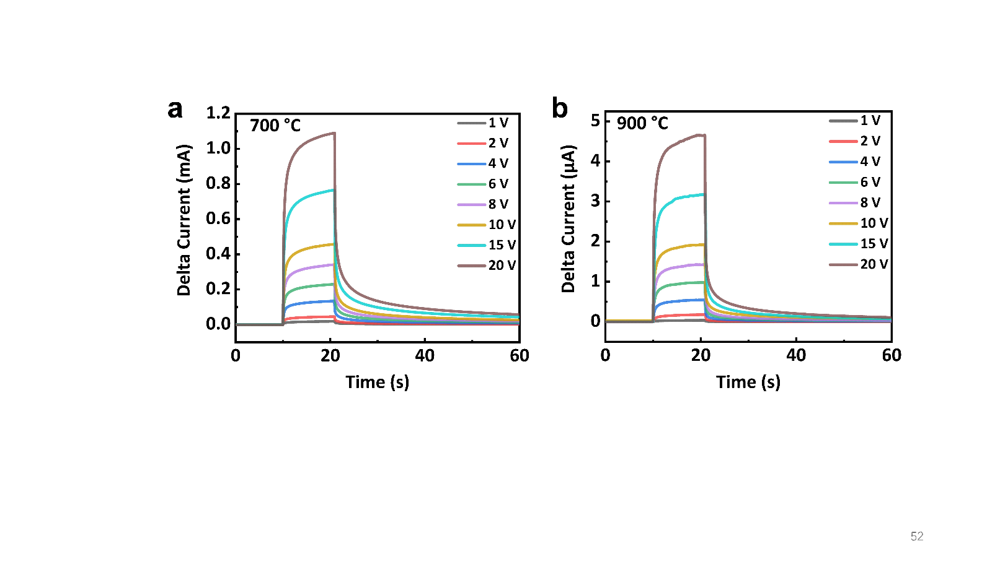 a
700 °C
1.2
1.0
0.8
0.6
0.4
0.2
0.0
Delta Current (mA)
0
20
40
60
Time (s)
1 V
2 V
4 V
6 V
8 V
10 V
15 V
20 V
b
900 °C
5
4
3
2
1
0
Delta Current (μA)
0
20
40
60
Time (s)
1 V
2 V
4 V
6 V
8 V
10 V
15 V
20 V
52